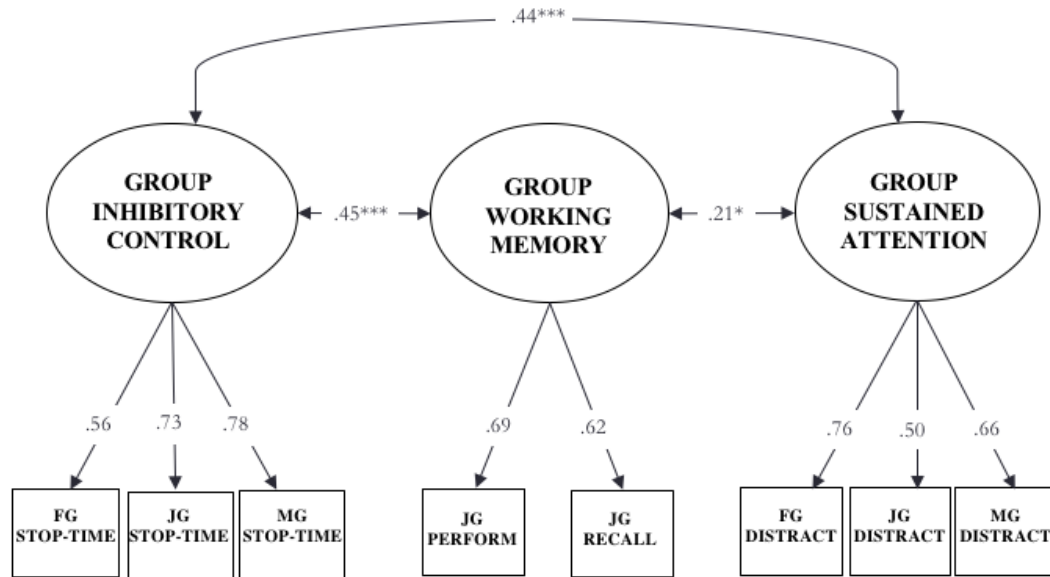 .44***
GROUP
INHIBITORY
CONTROL
.45***
GROUP
WORKING
MEMORY
.21*
GROUP
SUSTAINED
ATTENTION
.56
.73
.78
.69
.62
.76
.50
.66
FG
STOP-TIME
JG
STOP-TIME
MG
STOP-TIME
JG
PERFORM
JG
RECALL
FG
DISTRACT
JG
DISTRACT
MG
DISTRACT